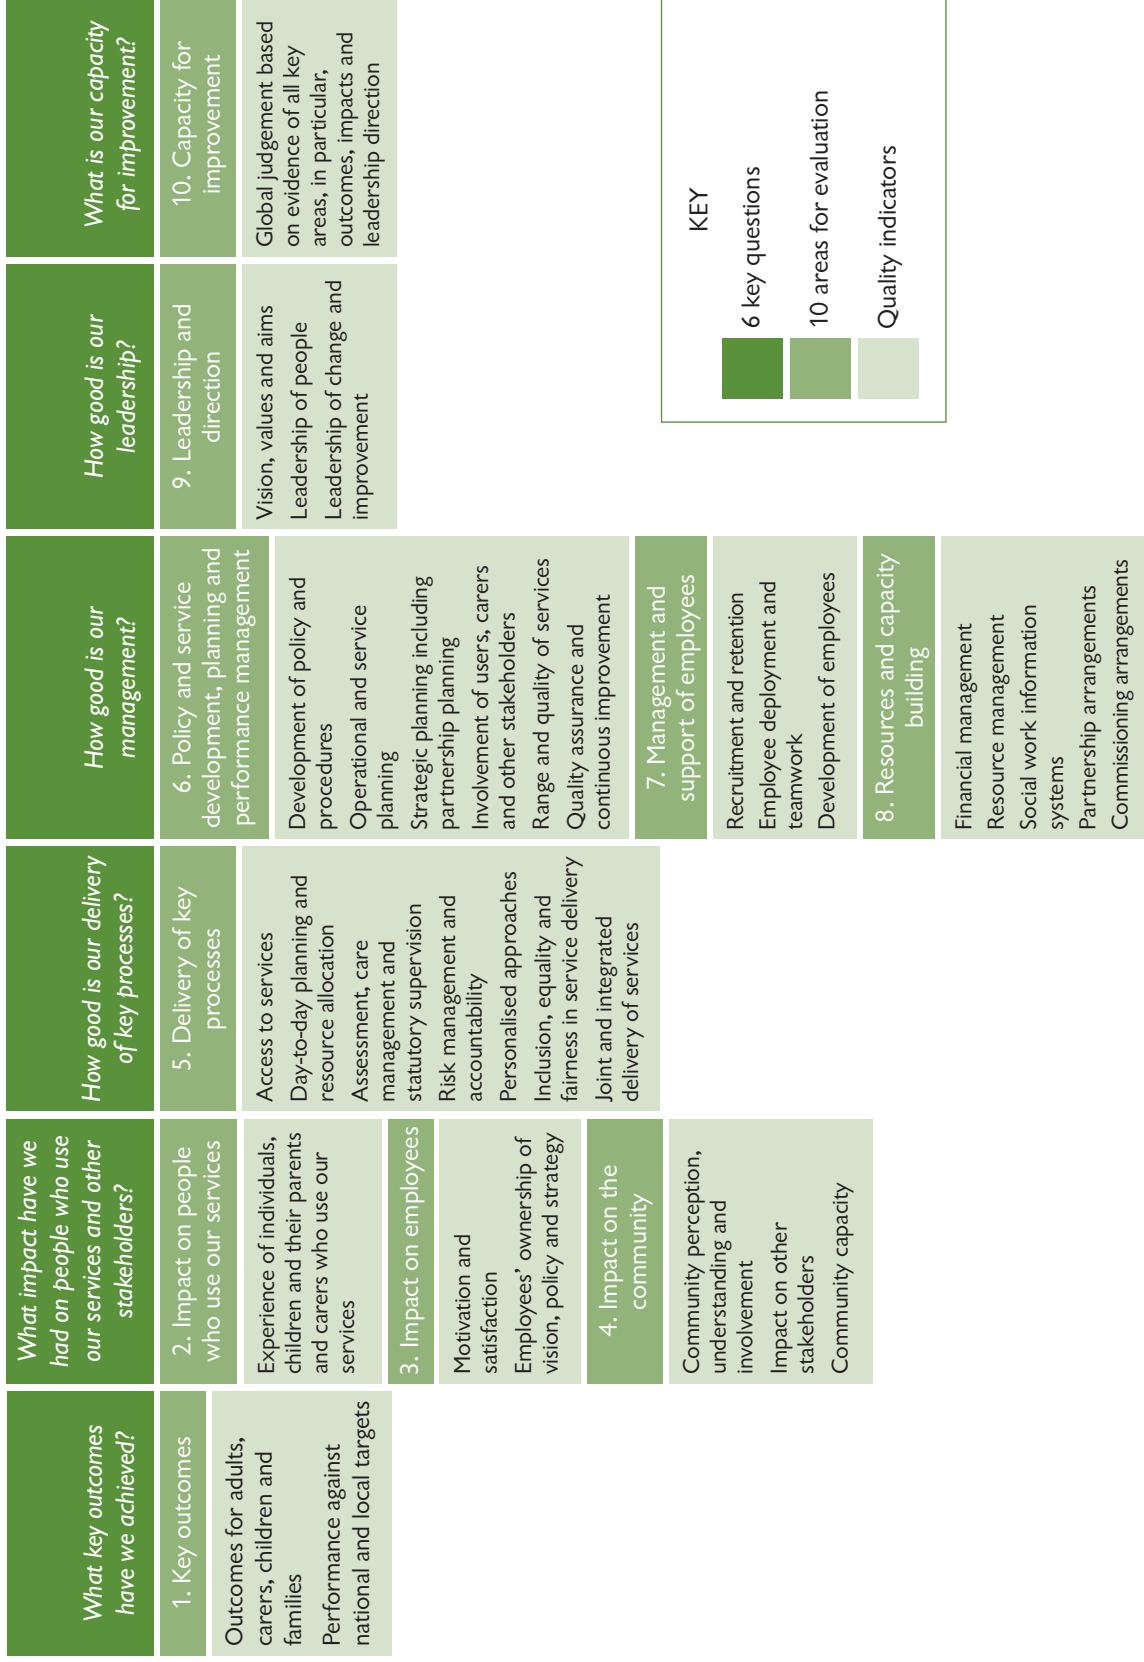 What key outcomes
have we achieved?
1. Key outcomes
Outcomes for adults,
carers, children and
families
Performance against
national and local targets
What impact have we
had on people who use
our services and other
stakeholders?
2. Impact on people
who use our services
Experience of individuals,
children and their parents
and carers who use our
services
3. Impact on employees
Motivation and
satisfaction
Employees’ ownership of
vision, policy and strategy
4. Impact on the
community
Community perception,
understanding and
involvement
Impact on other
stakeholders
Community capacity
How good is our delivery
of key processes?
5. Delivery of key
processes
Access to services
Day-to-day planning and
resource allocation
Assessment, care
management and
statutory supervision
Risk management and
accountability
Personalised approaches
Inclusion, equality and
fairness in service delivery
Joint and integrated
delivery of services
How good is our
management?
6. Policy and service
development, planning and
performance management
Development of policy and
procedures
Operational and service
planning
Strategic planning including
partnership planning
Involvement of users, carers
and other stakeholders
Range and quality of services
Quality assurance and
continuous improvement
7. Management and
support of employees
Recruitment and retention
Employee deployment and
teamwork
Development of employees
8. Resources and capacity
building
Financial management
Resource management
Social work information
systems
Partnership arrangements
Commissioning arrangements
How good is our
leadership?
9. Leadership and
direction
Vision, values and aims
Leadership of people
Leadership of change and
improvement
What is our capacity
for improvement?
10. Capacity for
improvement
Global judgement based
on evidence of all key
areas, in particular,
outcomes, impacts and
leadership direction
KEY
6 key questions
10 areas for evaluation
Quality indicators